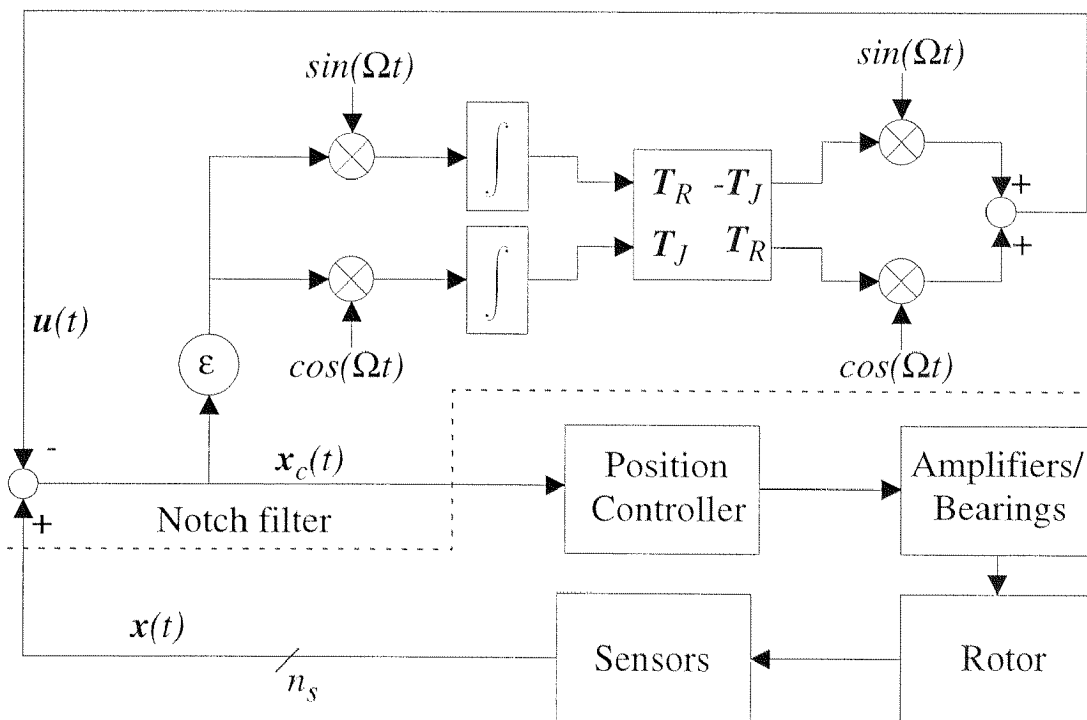 sin(Ωt)
sin(Ωt)
∫
T_R -T_J
T_J T_R
+
+
∫
u(t)
ε
cos(Ωt)
cos(Ωt)
-
x_c(t)
Position
Controller
Amplifiers/
Bearings
+
Notch filter
x(t)
n_s
Sensors
Rotor